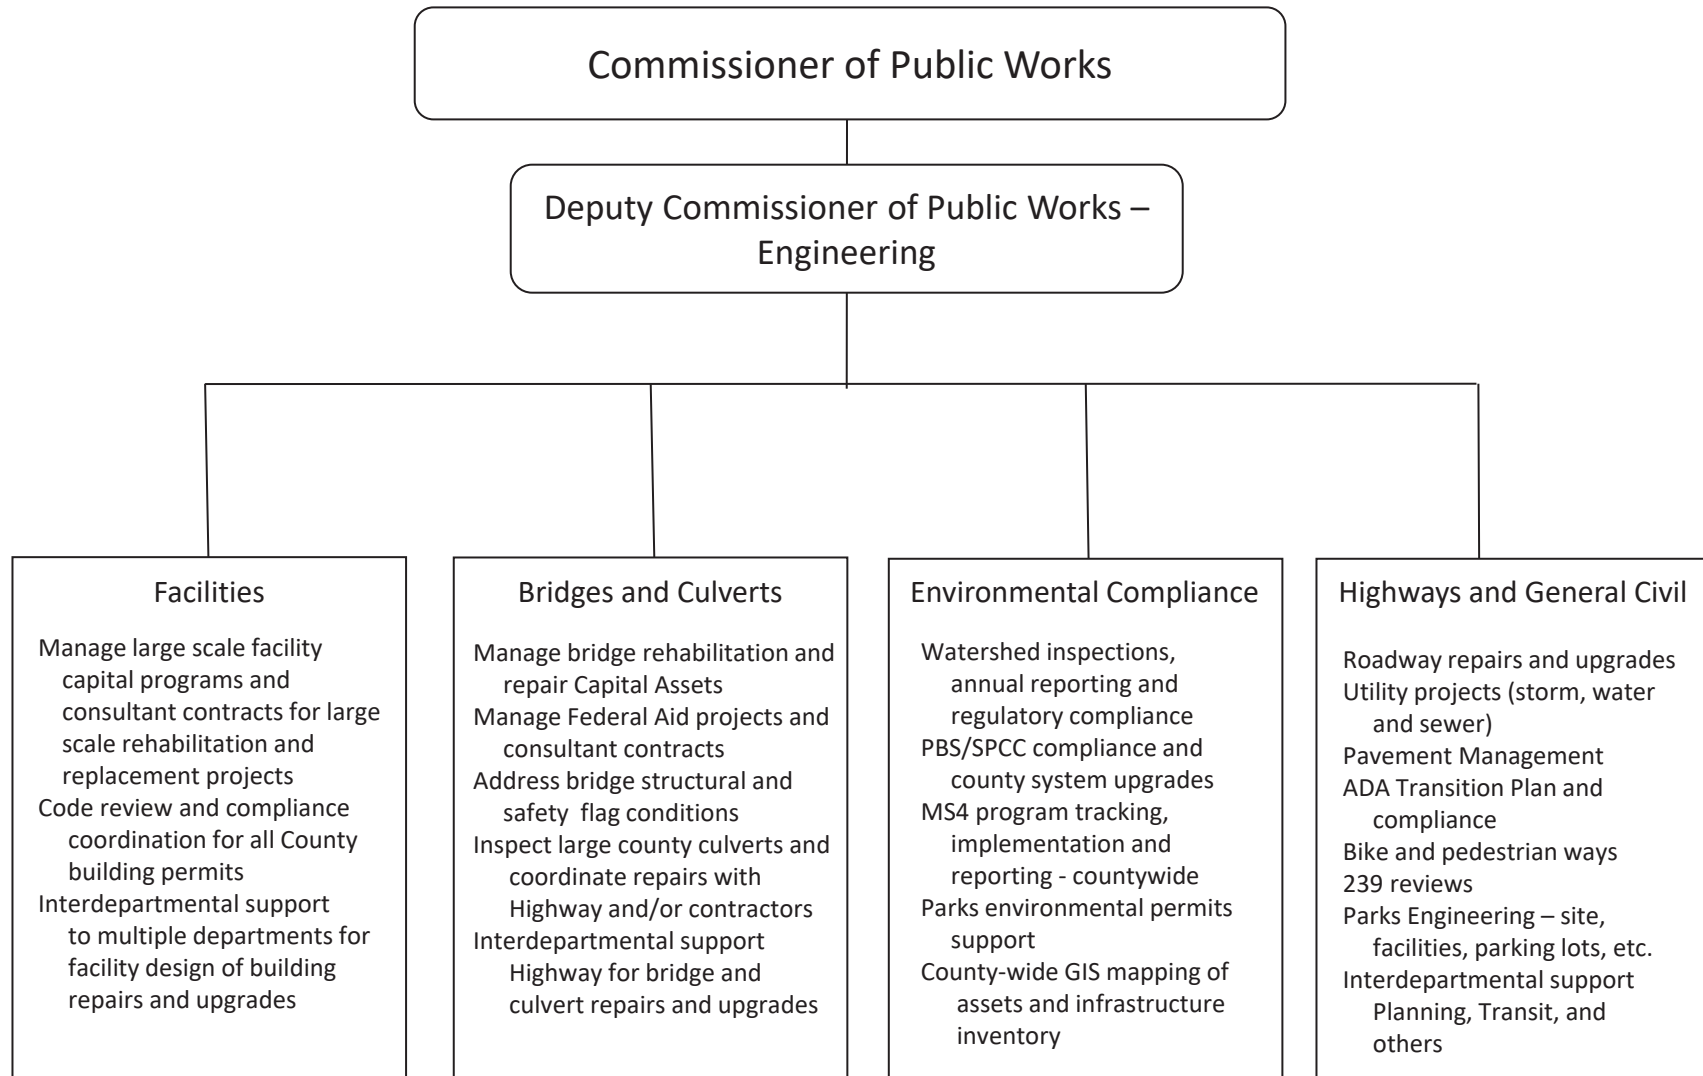 Commissioner of Public Works
Deputy Commissioner of Public Works –
Engineering
Facilities
Manage large scale facility
capital programs and
consultant contracts for large
scale rehabilitation and
replacement projects
Code review and compliance
coordination for all County
building permits
Interdepartmental support
to multiple departments for
facility design of building
repairs and upgrades
Bridges and Culverts
Manage bridge rehabilitation and
repair Capital Assets
Manage Federal Aid projects and
consultant contracts
Address bridge structural and
safety flag conditions
Inspect large county culverts and
coordinate repairs with
Highway and/or contractors
Interdepartmental support
Highway for bridge and
culvert repairs and upgrades
Environmental Compliance
Watershed inspections,
annual reporting and
regulatory compliance
PBS/SPCC compliance and
county system upgrades
MS4 program tracking,
implementation and
reporting - countywide
Parks environmental permits
support
County-wide GIS mapping of
assets and infrastructure
inventory
Highways and General Civil
Roadway repairs and upgrades
Utility projects (storm, water
and sewer)
Pavement Management
ADA Transition Plan and
compliance
Bike and pedestrian ways
239 reviews
Parks Engineering – site,
facilities, parking lots, etc.
Interdepartmental support
Planning, Transit, and
others